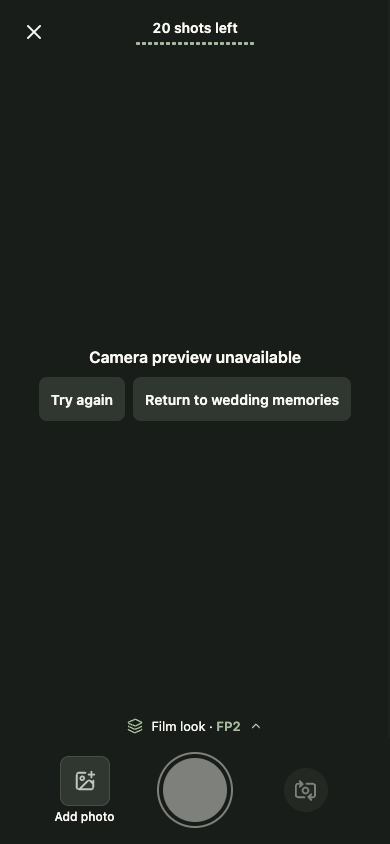 20 shots left
Camera preview unavailable
Try again
Return to wedding memories
Film look · FP2
Add photo